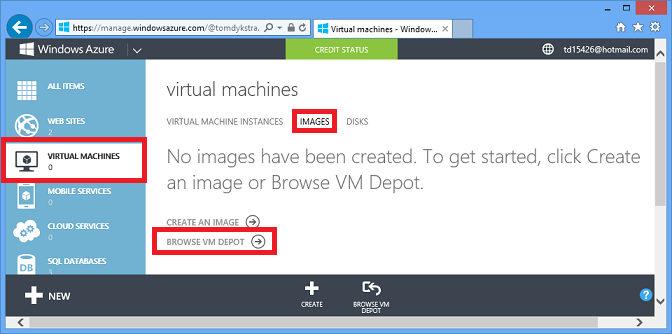 https://manage.windowsazure.com/@tomdykstra…
Virtual machines - Window...
Windows Azure
CREDIT STATUS
td15426@hotmail.com
ALL ITEMS
WEB SITES
2
VIRTUAL MACHINES
0
MOBILE SERVICES
0
CLOUD SERVICES
0
SQL DATABASES
DB
virtual machines
VIRTUAL MACHINE INSTANCES IMAGES DISKS
No images have been created. To get started, click Create
an image or Browse VM Depot.
CREATE AN IMAGE
BROWSE VM DEPOT
NEW
CREATE
BROWSE VM
DEPOT
?